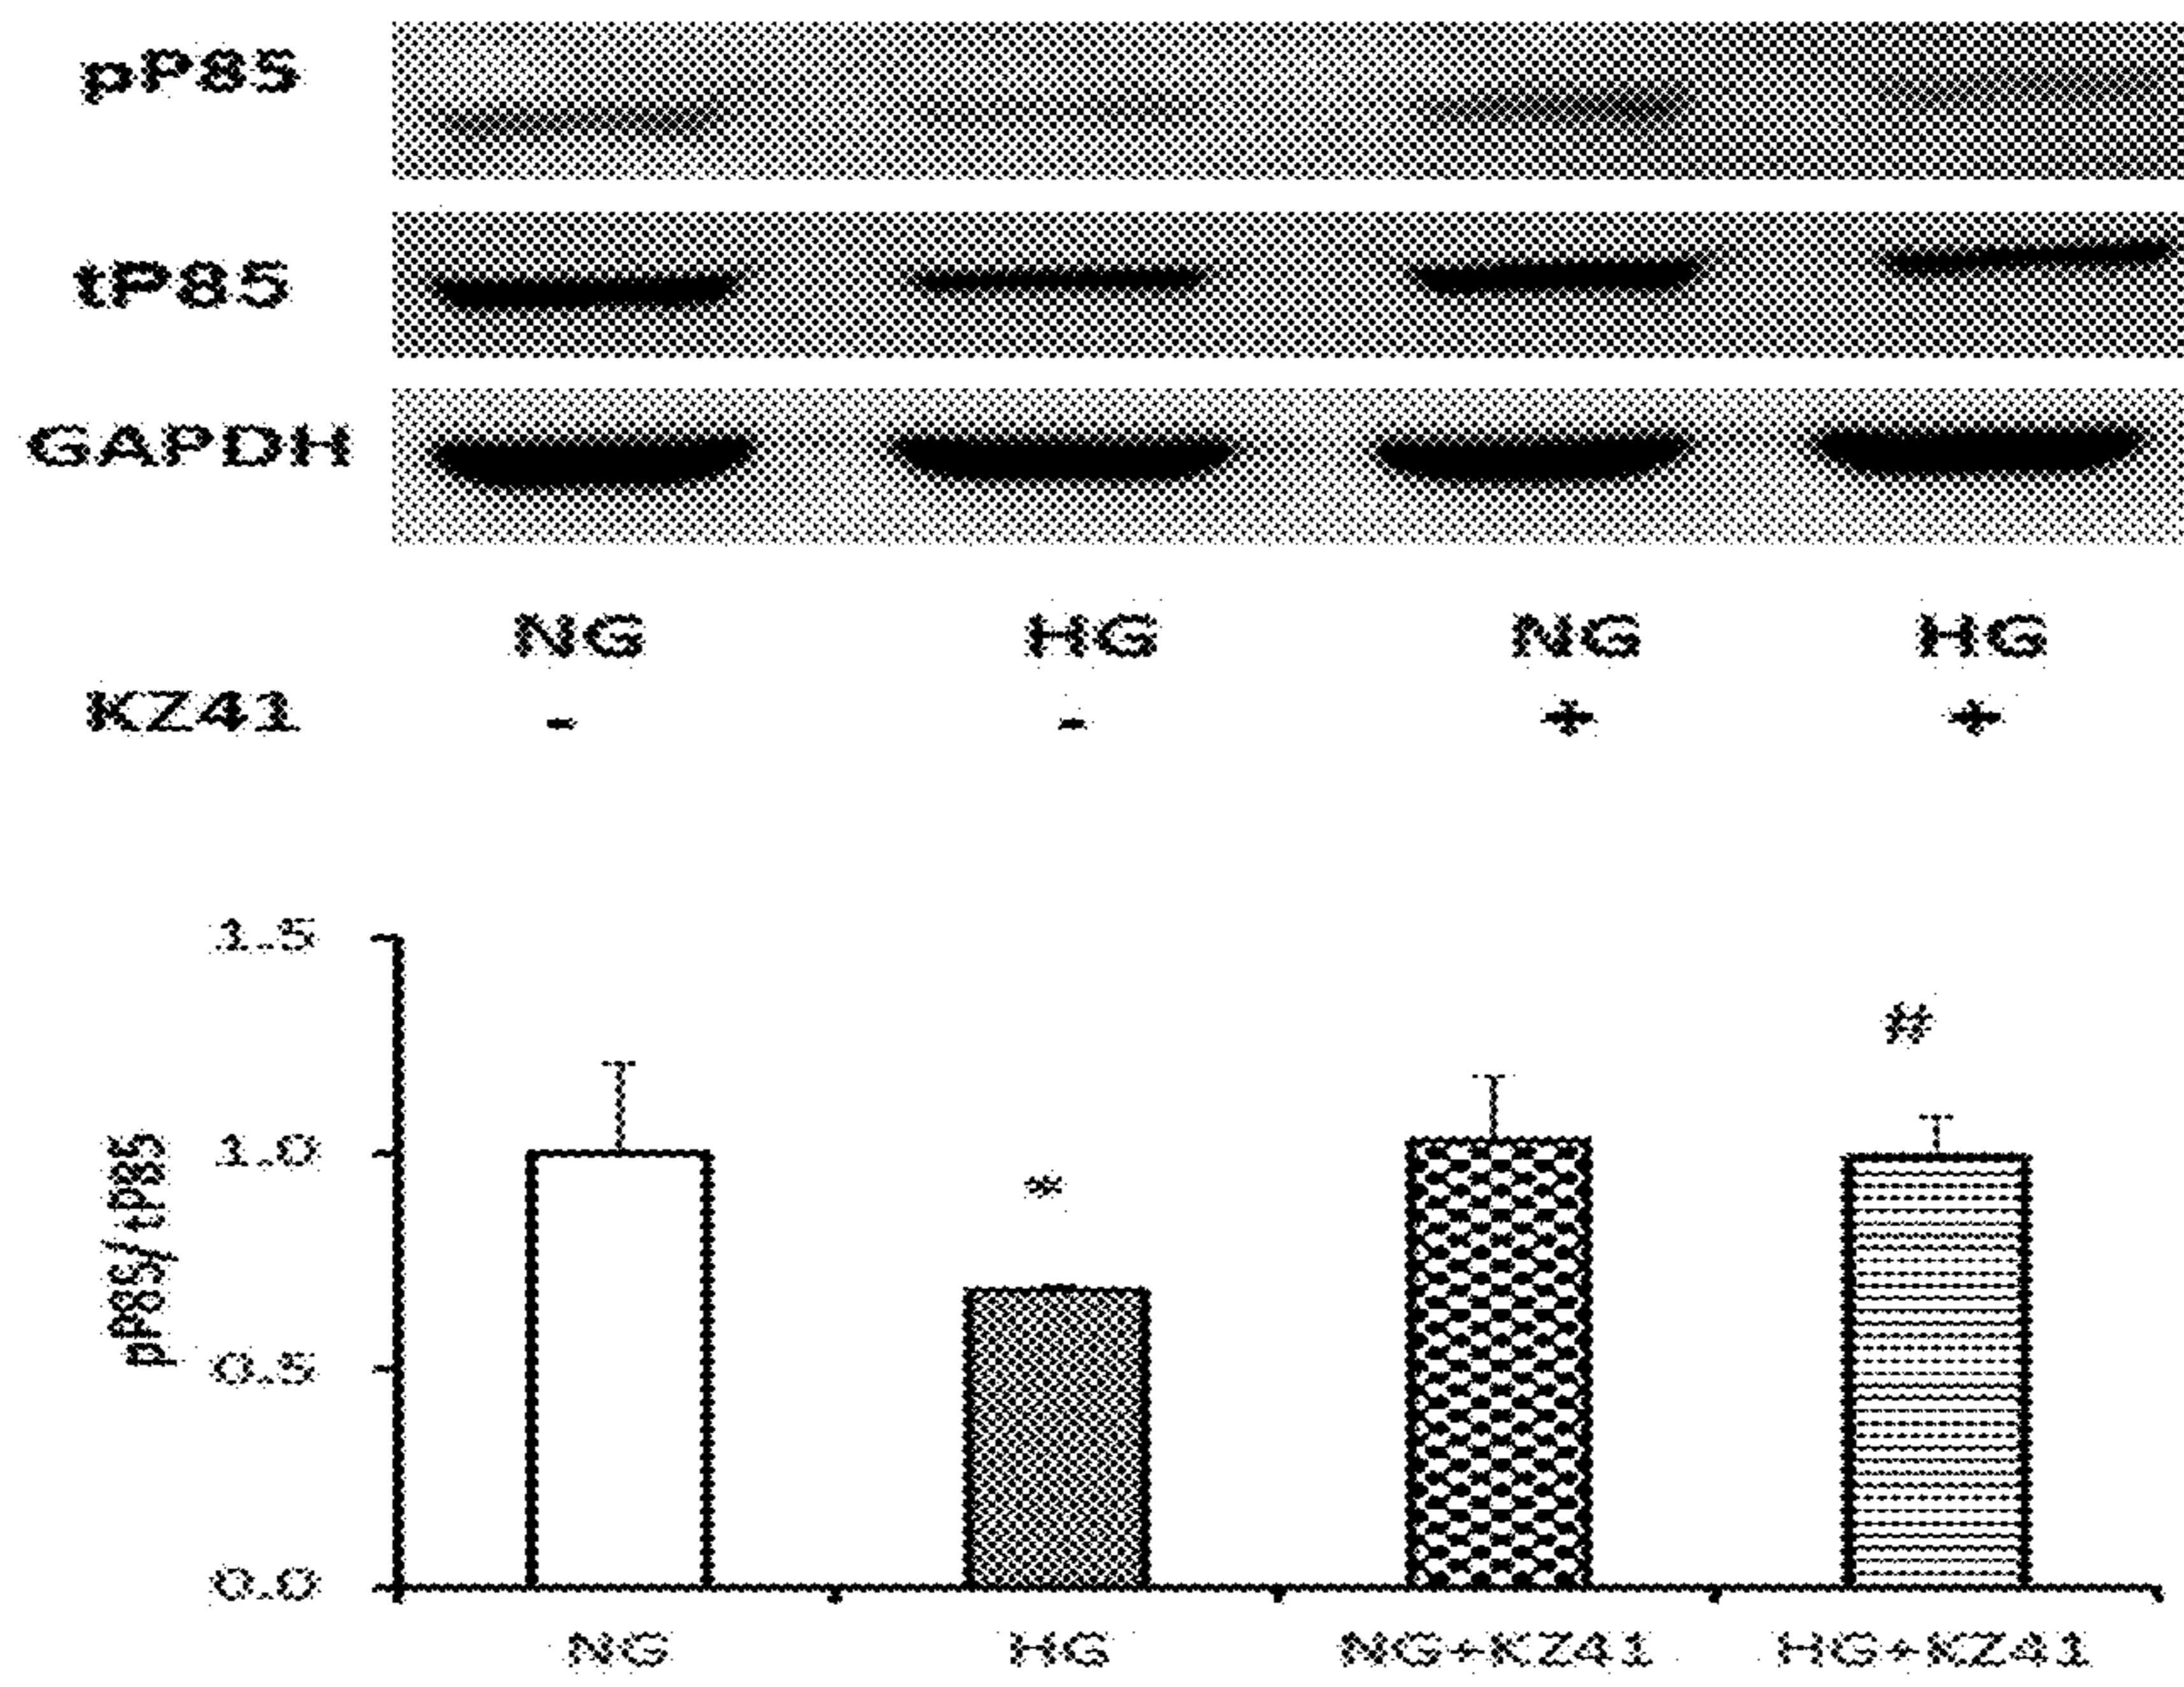 pP85
tP85
GAPDH
NG HG NG HG
KZ41 - - + +
1.5
#
1.0
*
pP85/tP85
0.5
0.0
NG HG NG+KZ41 HG+KZ41